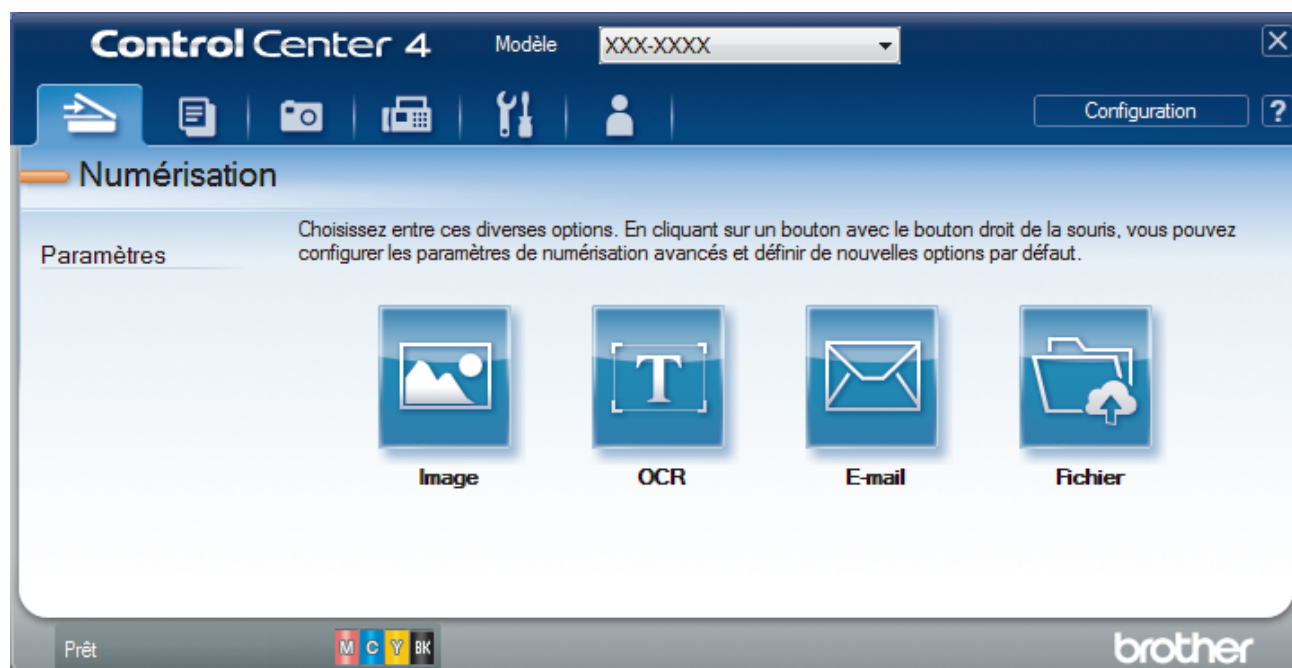 Control Center 4 Modèle XXX-XXXX
Configuration ?
Numérisation
Paramètres
Choisissez entre ces diverses options. En cliquant sur un bouton avec le bouton droit de la souris, vous pouvez
configurer les paramètres de numérisation avancés et définir de nouvelles options par défaut.
T
Image OCR E-mail Fichier
Prêt M C Y BK brother